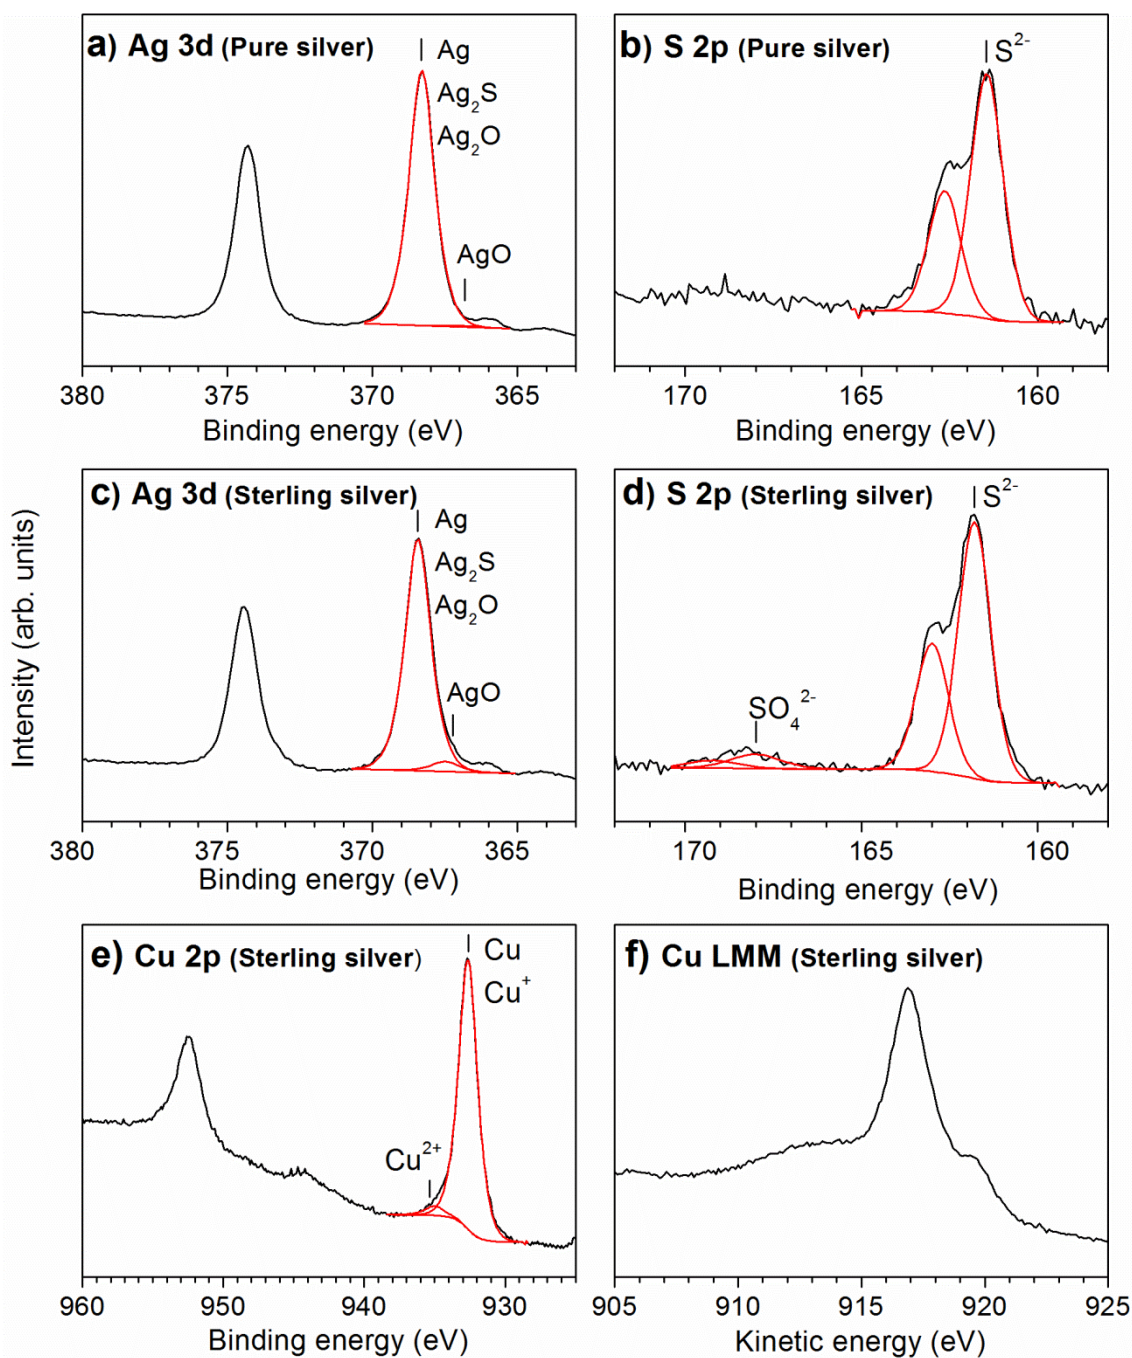 a) Ag 3d (Pure silver)
Ag
Ag₂S
Ag₂O
AgO
380 375 370 365
Binding energy (eV)
b) S 2p (Pure silver)
S²⁻
170 165 160
Binding energy (eV)
Intensity (arb. units)
c) Ag 3d (Sterling silver)
Ag
Ag₂S
Ag₂O
AgO
380 375 370 365
Binding energy (eV)
d) S 2p (Sterling silver)
S²⁻
SO₄²⁻
170 165 160
Binding energy (eV)
e) Cu 2p (Sterling silver)
Cu
Cu⁺
Cu²⁺
960 950 940 930
Binding energy (eV)
f) Cu LMM (Sterling silver)
905 910 915 920 925
Kinetic energy (eV)